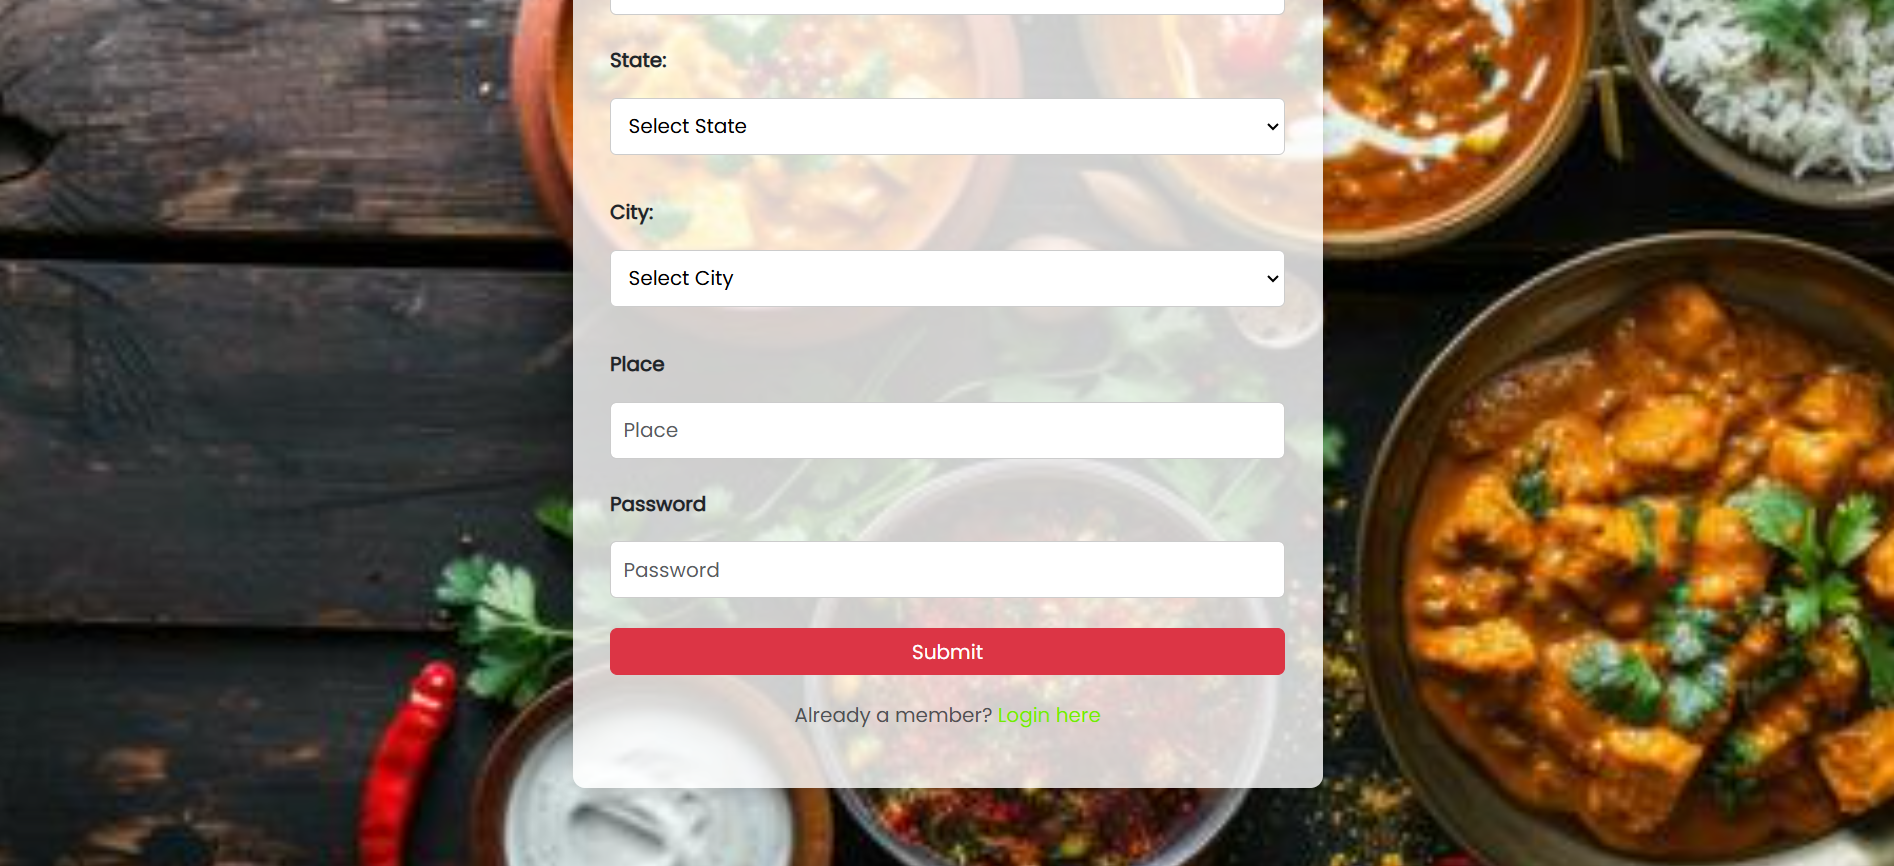 State:
Select State
City:
Select City
Place
Place
Password
Password
Submit
Already a member? Login here